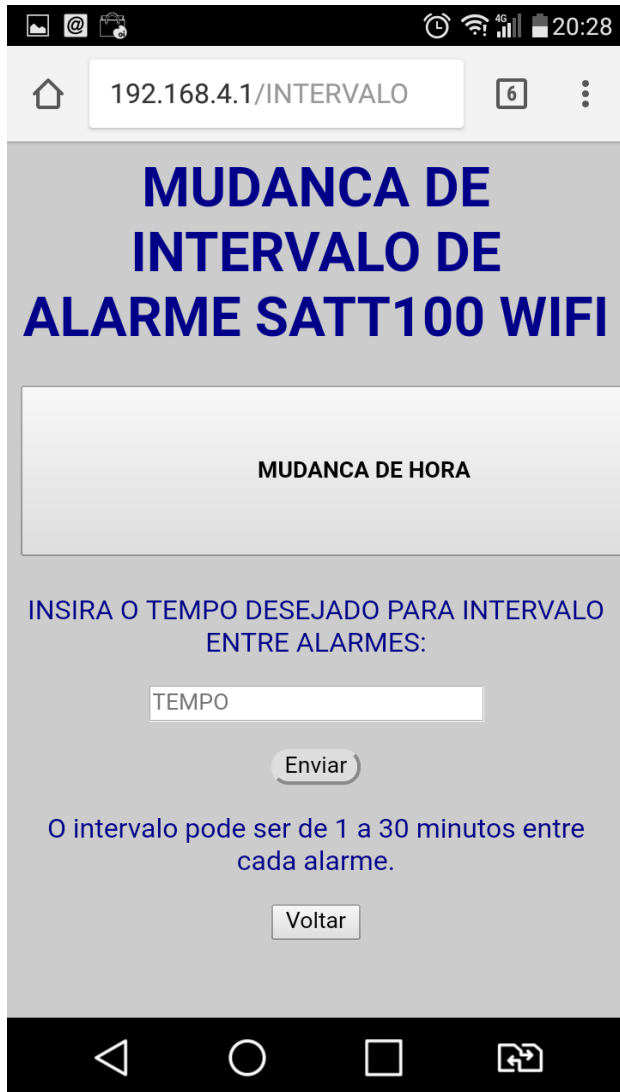 @
oi
4G
20:28
192.168.4.1/INTERVALO
6
MUDANCA DE
INTERVALO DE
ALARME SATT100 WIFI
MUDANCA DE HORA
INSIRA O TEMPO DESEJADO PARA INTERVALO
ENTRE ALARMES:
TEMPO
Enviar
O intervalo pode ser de 1 a 30 minutos entre
cada alarme.
Voltar